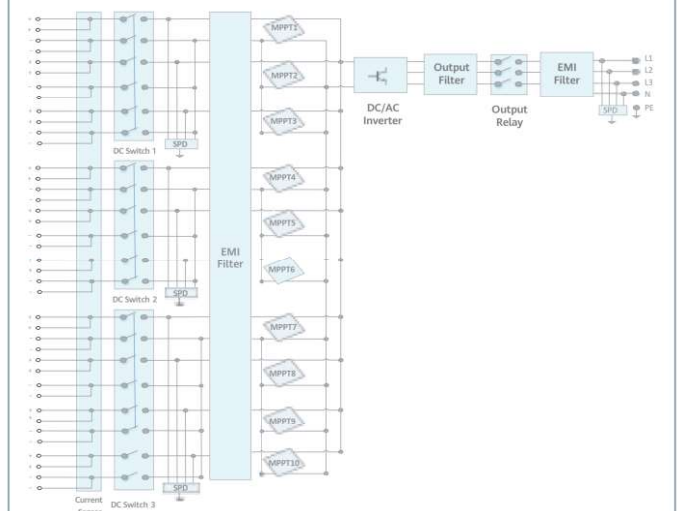 MPPT1
MPPT2
MPPT3
SPD
DC Switch 1
MPPT4
MPPT5
EMI
Filter
MPPT6
SPD
DC Switch 2
MPPT7
MPPT8
MPPT9
MPPT10
SPD
Current
DC Switch 3
DC/AC
Inverter
Output
Filter
Output
Relay
EMI
Filter
SPD
L1
L2
L3
N
PE